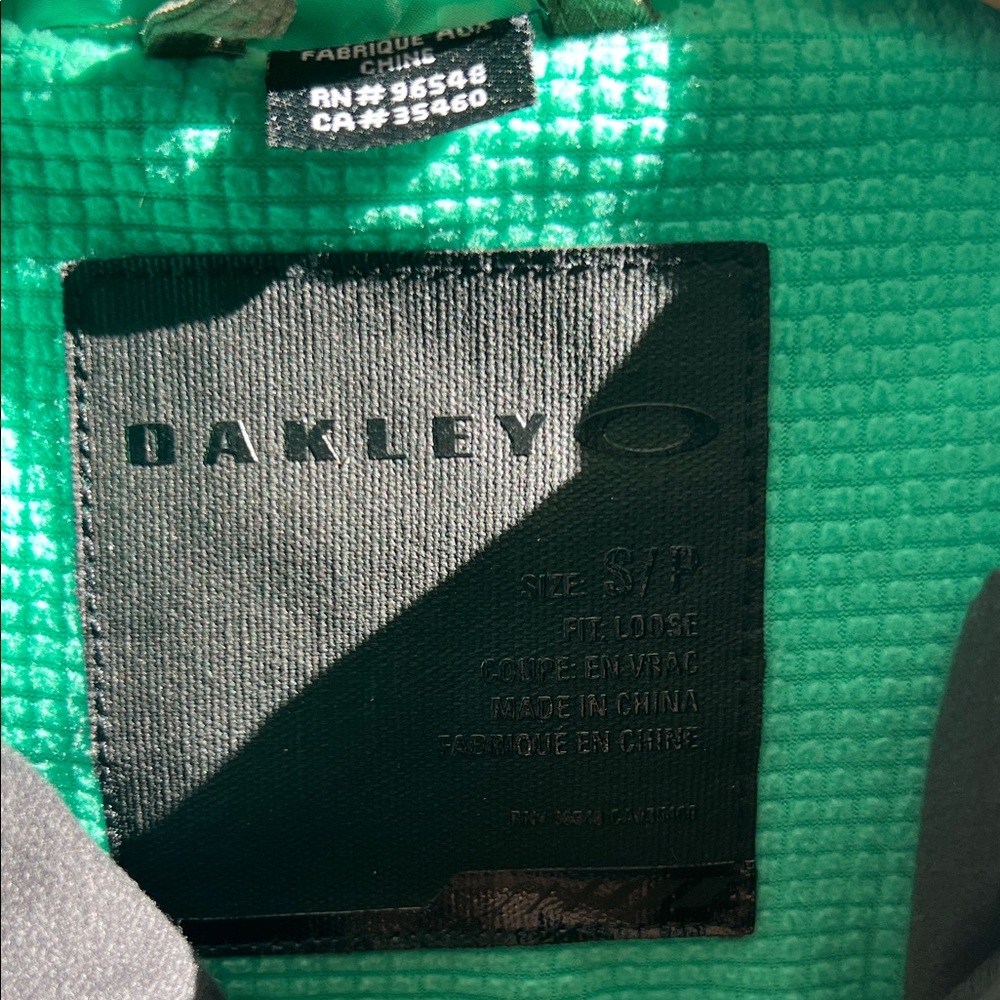 FABRIQUE AUX
CHINE
RN# 96548
CA# 35460
OAKLEY
SIZE: S/P
FIT: LOOSE
COUPE: EN VRAC
MADE IN CHINA
FABRIQUE EN CHINE